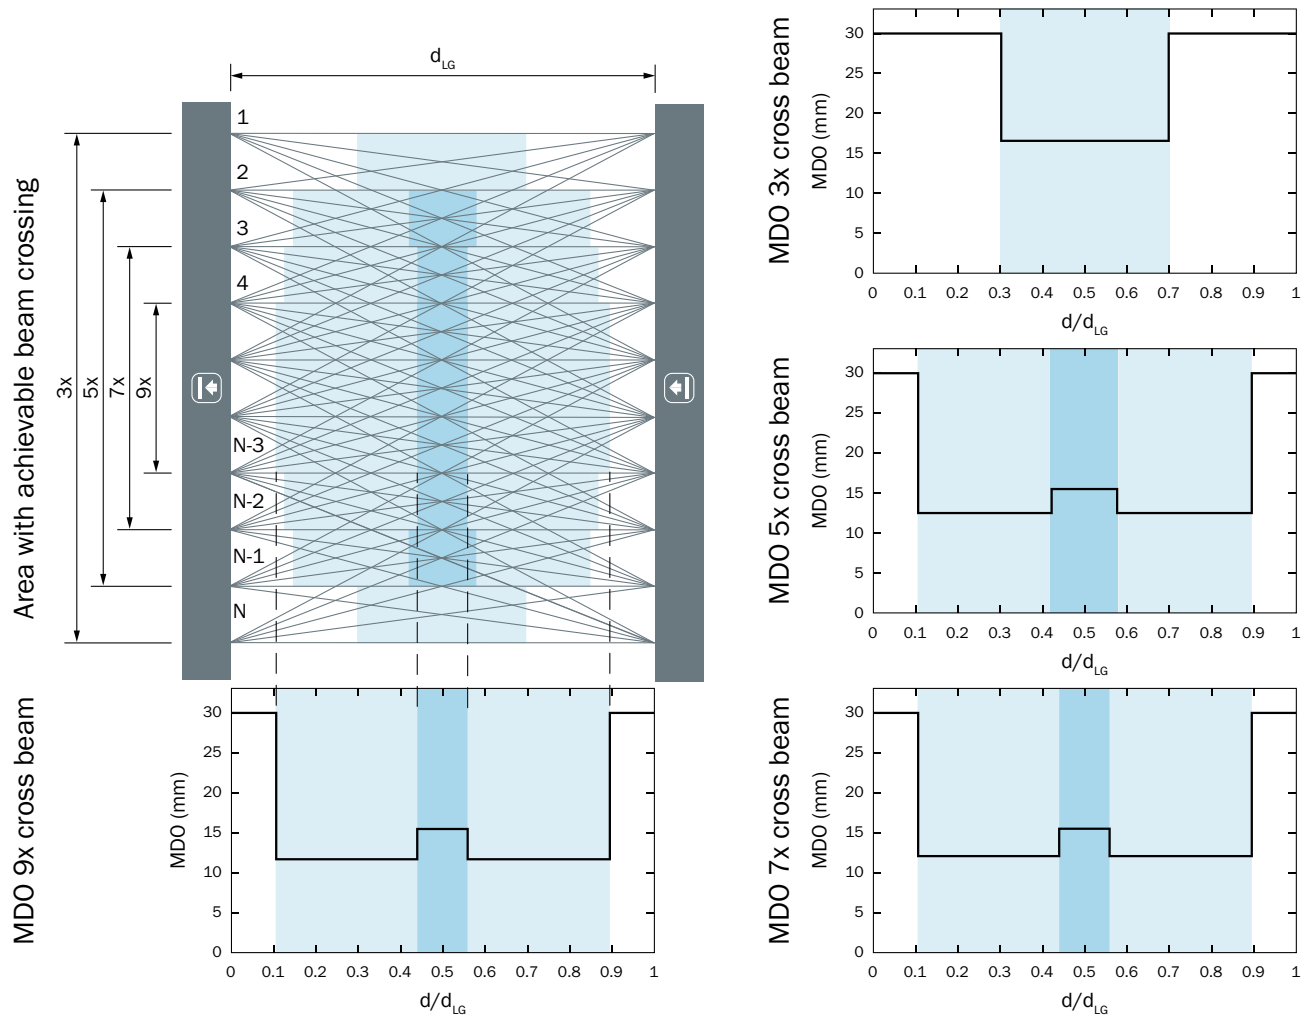 d_LG
1
2
3
4
N-3
N-2
N-1
N
Area with achievable beam crossing
3x
5x
7x
9x
MDO 3x cross beam
MDO (mm)
30
25
20
15
10
5
0
0 0.1 0.2 0.3 0.4 0.5 0.6 0.7 0.8 0.9 1
d/d_LG
MDO 5x cross beam
MDO (mm)
30
25
20
15
10
5
0
0 0.1 0.2 0.3 0.4 0.5 0.6 0.7 0.8 0.9 1
d/d_LG
MDO 9x cross beam
MDO (mm)
30
25
20
15
10
5
0
0 0.1 0.2 0.3 0.4 0.5 0.6 0.7 0.8 0.9 1
d/d_LG
MDO 7x cross beam
MDO (mm)
30
25
20
15
10
5
0
0 0.1 0.2 0.3 0.4 0.5 0.6 0.7 0.8 0.9 1
d/d_LG